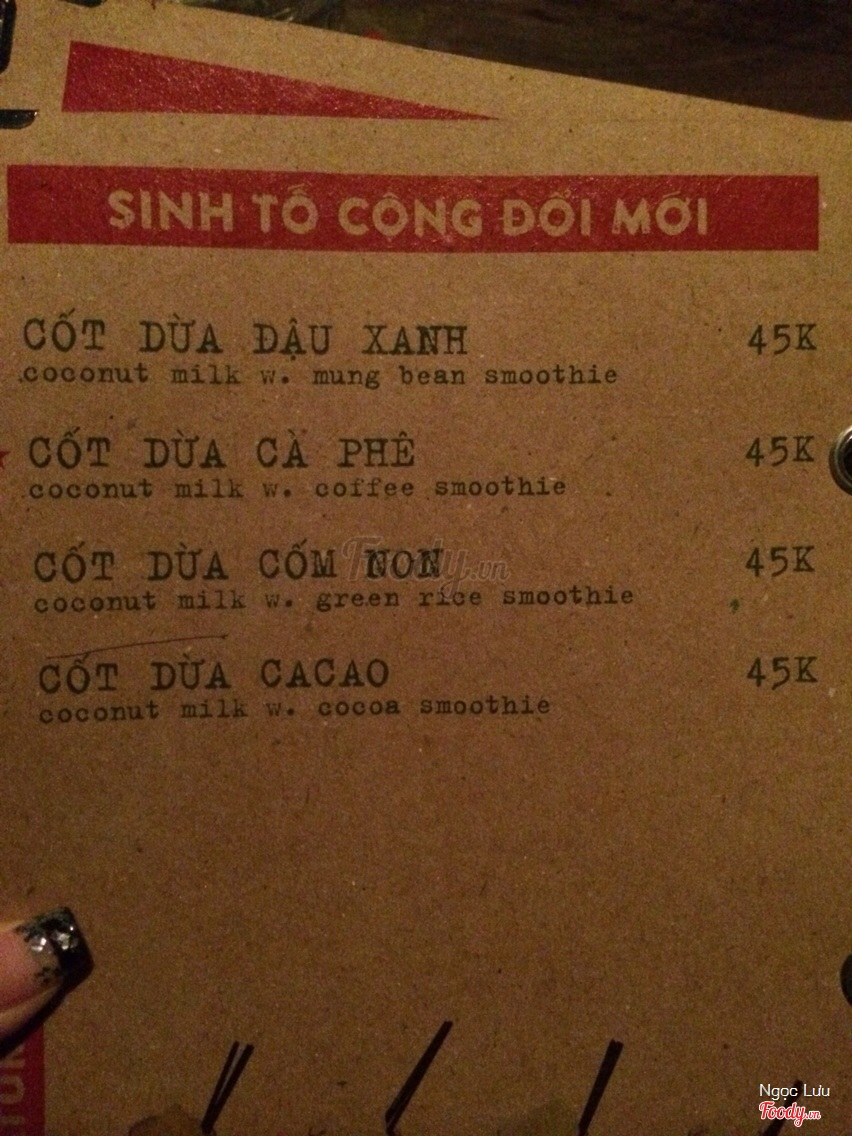 SINH TỐ CỘNG ĐỔI MỚI
CỐT DỪA ĐẬU XANH 45K
coconut milk w. mung bean smoothie
CỐT DỪA CÀ PHÊ 45K
coconut milk w. coffee smoothie
CỐT DỪA CỐM NON 45K
coconut milk w. green rice smoothie
CỐT DỪA CACAO 45K
coconut milk w. cocoa smoothie
Foody.vn
Ngọc Lưu
Foody.vn